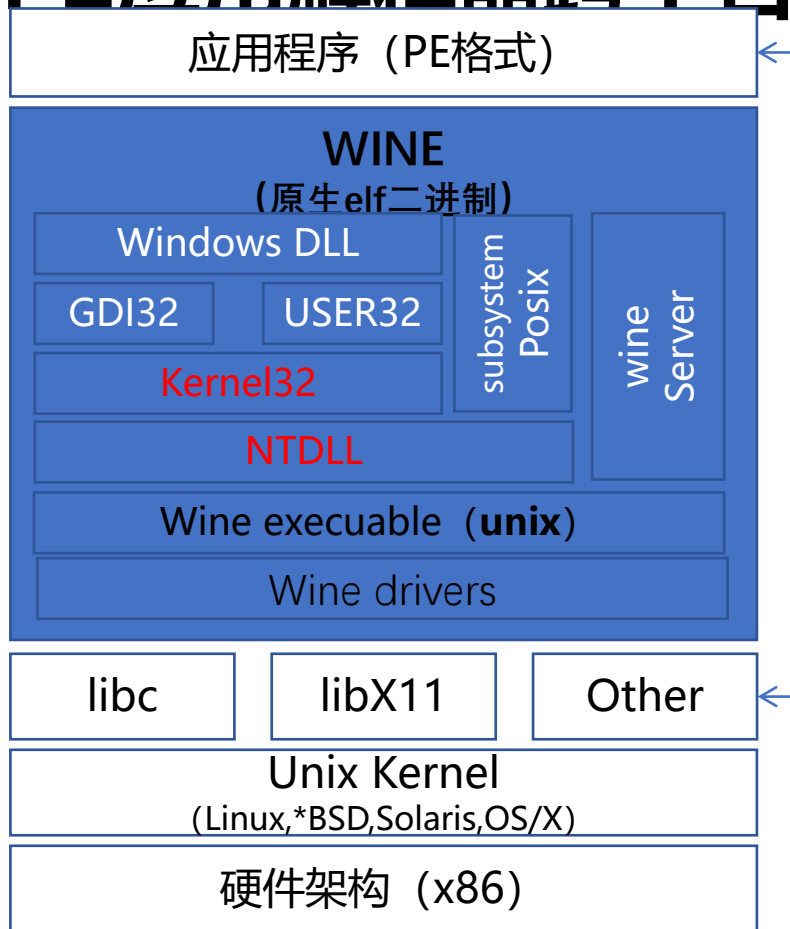 应用程序（PE格式）
WINE
（原生elf二进制）
Windows DLL
GDI32
USER32
Kernel32
NTDLL
subsystem
Posix
wine
Server
Wine execuable（unix）
Wine drivers
libc
libX11
Other
Unix Kernel
（Linux,*BSD,Solaris,OS/X）
硬件架构（x86）